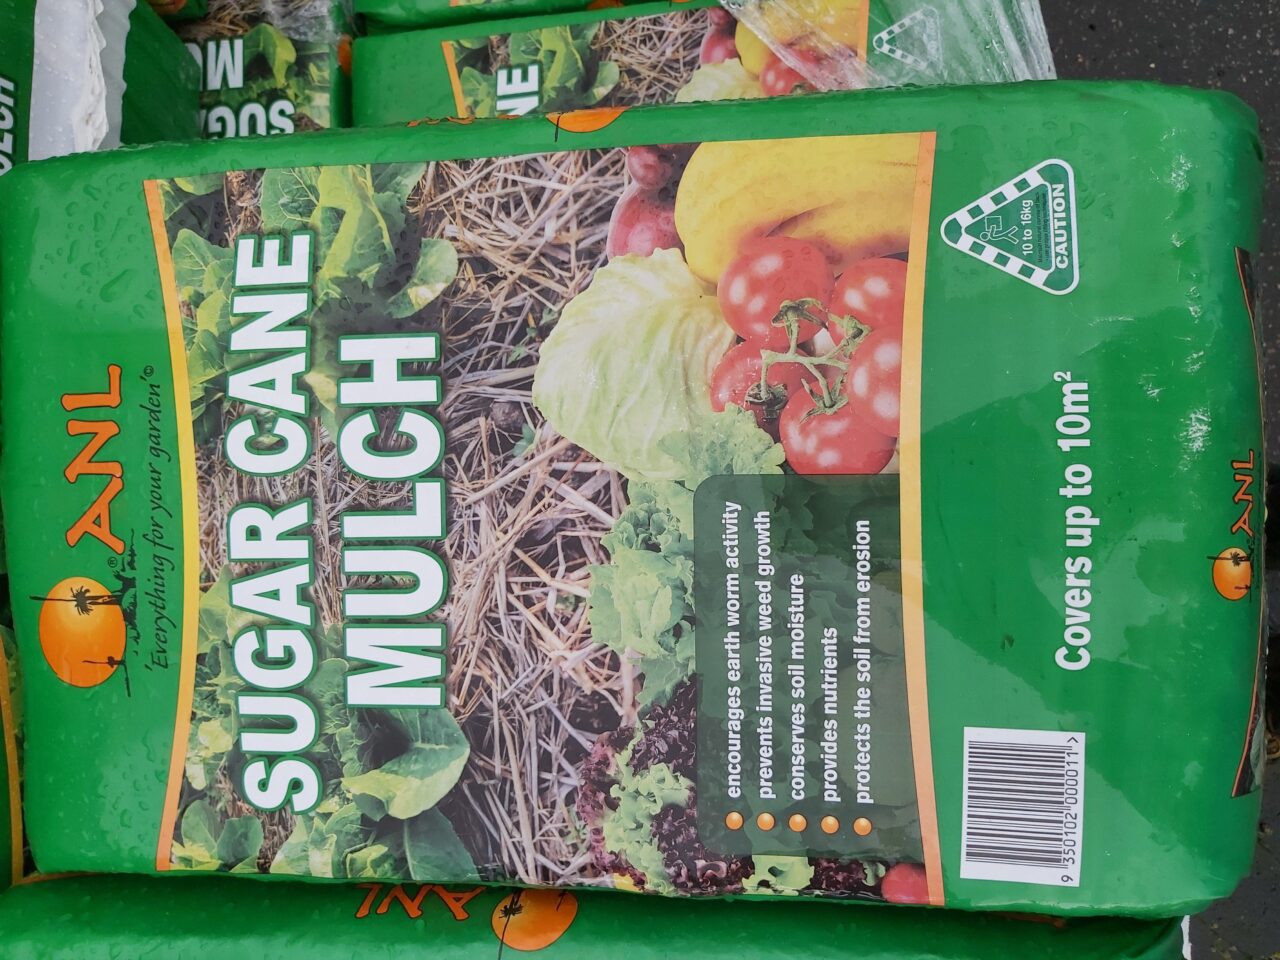 ANL
®
'Everything for your garden'©
SUGAR CANE
MULCH
encourages earth worm activity
prevents invasive weed growth
conserves soil moisture
provides nutrients
protects the soil from erosion
10 to 16kg
CAUTION
Covers up to 10m²
9 350102 000011 >
ANL
SUGA
MU
NE
ULCH
ANL